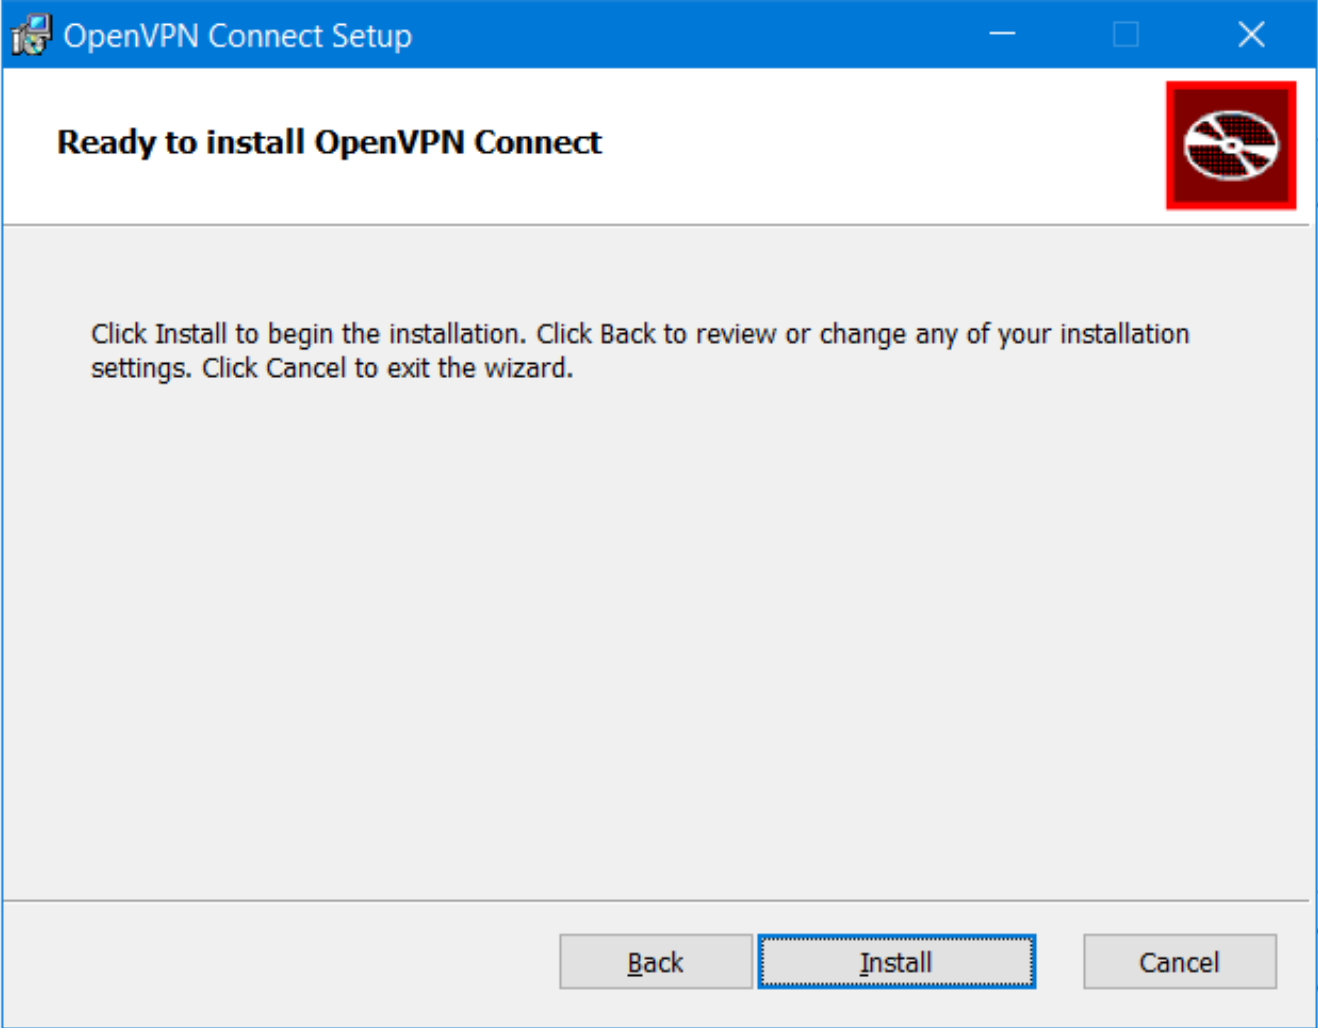 OpenVPN Connect Setup
Ready to install OpenVPN Connect
Click Install to begin the installation. Click Back to review or change any of your installation
settings. Click Cancel to exit the wizard.
Back
Install
Cancel